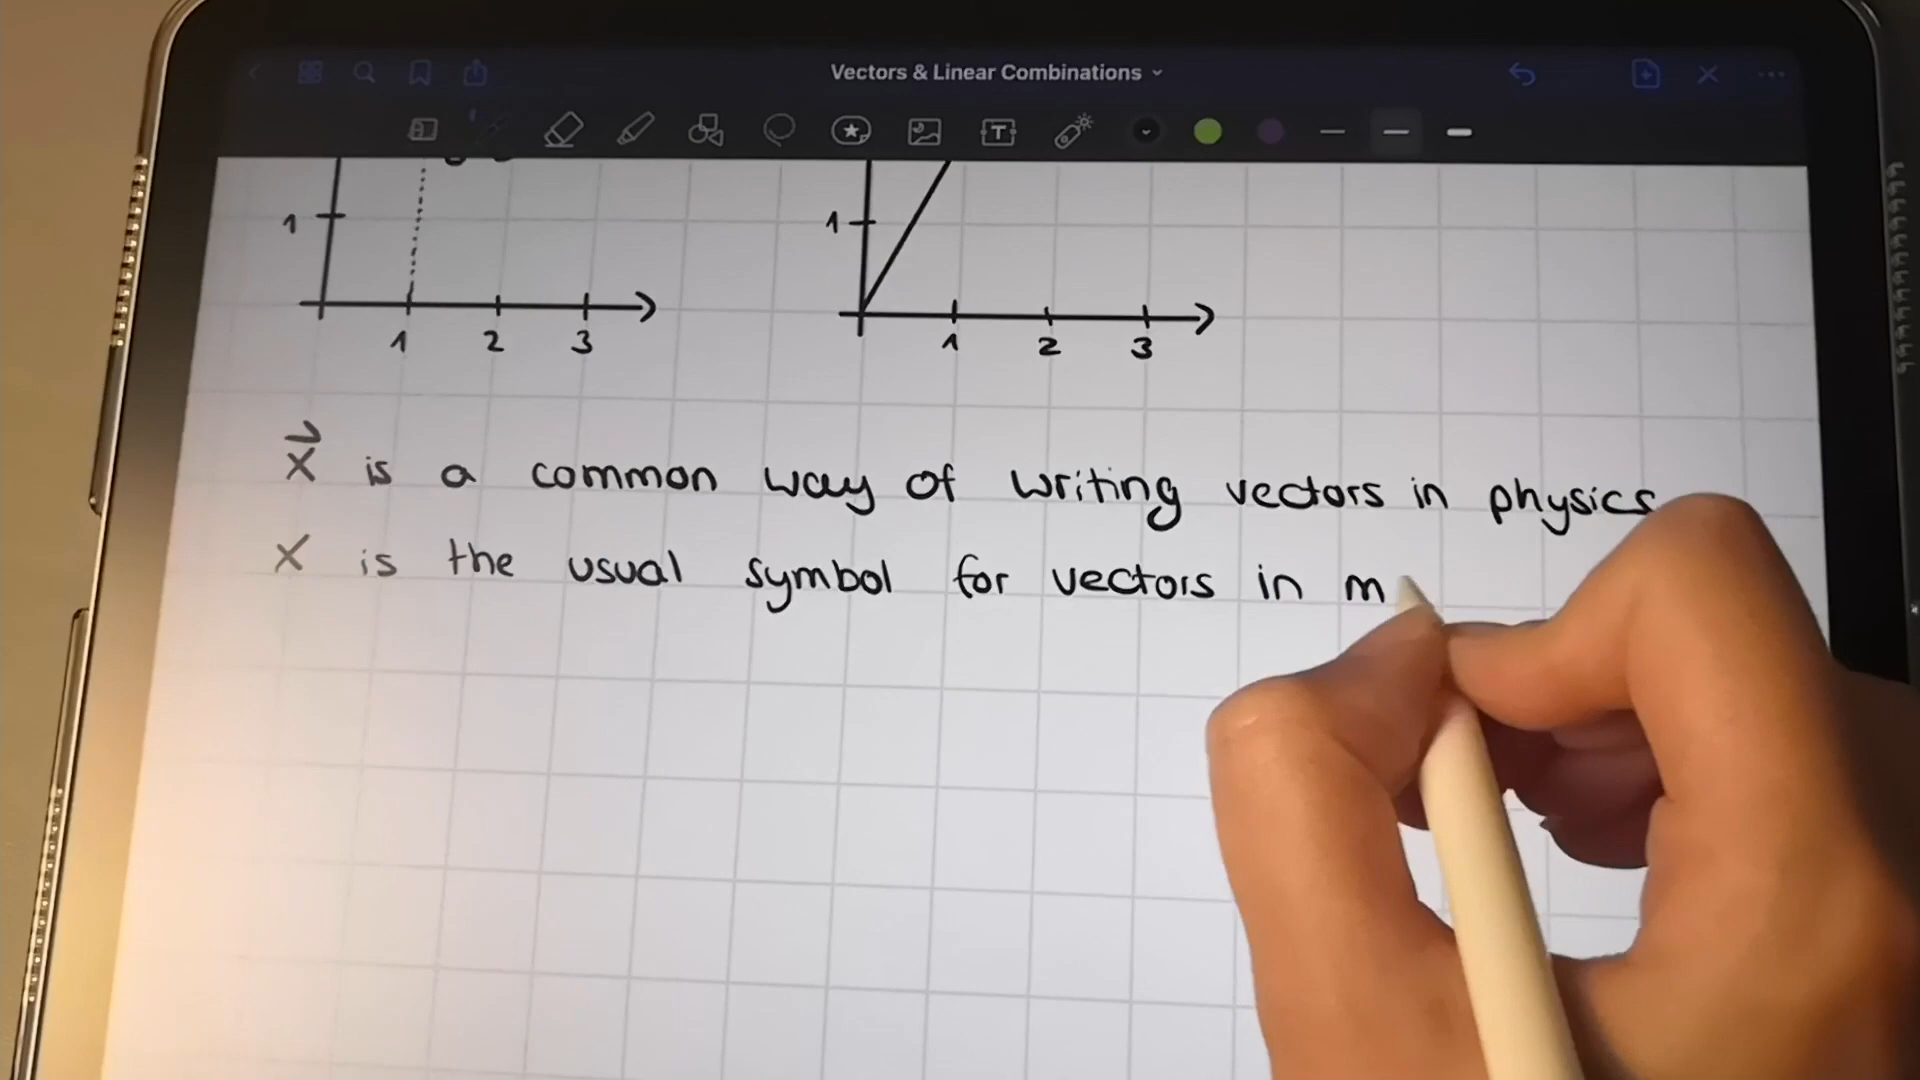 Vectors & Linear Combinations
1
1 2 3
1
1 2 3
x⃗ is a common way of writing vectors in physics
x is the usual symbol for vectors in m